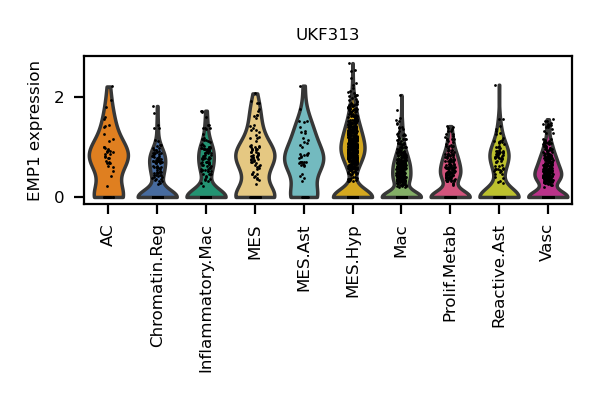 UKF313
EMP1 expression
2
0
AC
Chromatin.Reg
Inflammatory.Mac
MES
MES.Ast
MES.Hyp
Mac
Prolif.Metab
Reactive.Ast
Vasc